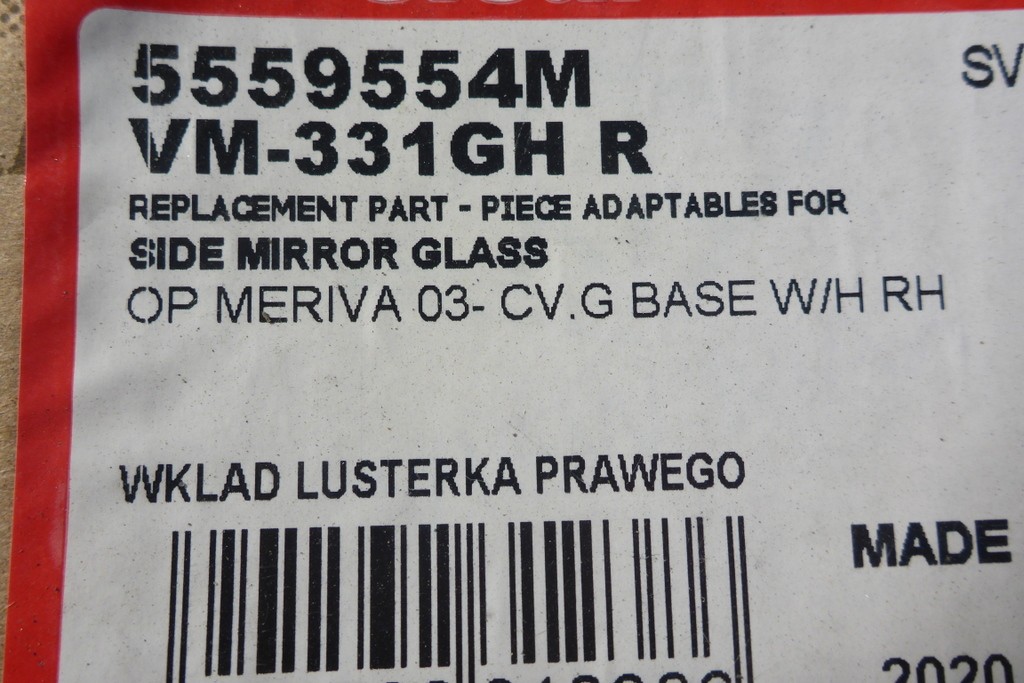 5559554M
SV
VM-331GH R
REPLACEMENT PART - PIECE ADAPTABLES FOR
SIDE MIRROR GLASS
OP MERIVA 03- CV.G BASE W/H RH
WKLAD LUSTERKA PRAWEGO
MADE
2020